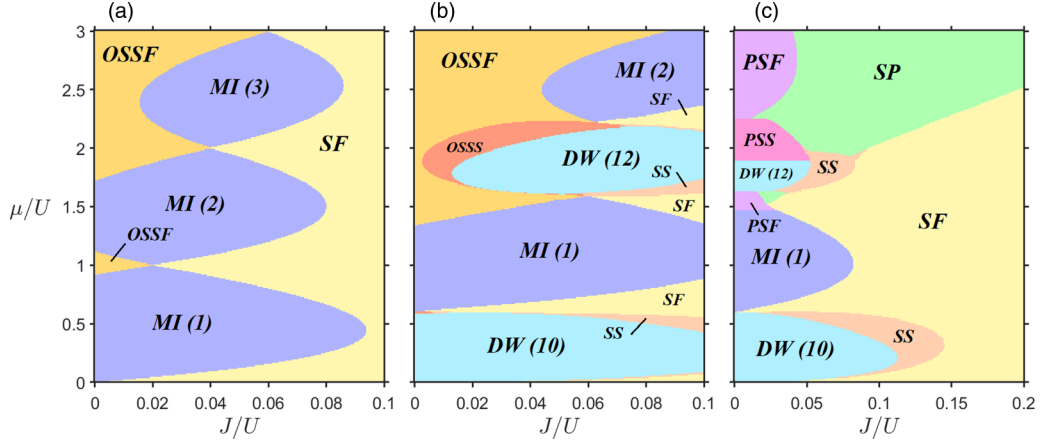 (a)
(b)
(c)
μ/U
3
2.5
2
1.5
1
0.5
0
OSSF
MI (3)
SF
MI (2)
OSSF
MI (1)
0
0.02
0.04
0.06
0.08
0.1
J/U
OSSF
MI (2)
SF
OSSS
DW (12)
SS
SF
MI (1)
SF
SS
DW (10)
0
0.02
0.04
0.06
0.08
0.1
J/U
PSF
SP
PSS
DW (12)
SS
PSF
SF
MI (1)
SS
DW (10)
0
0.05
0.1
0.15
0.2
J/U